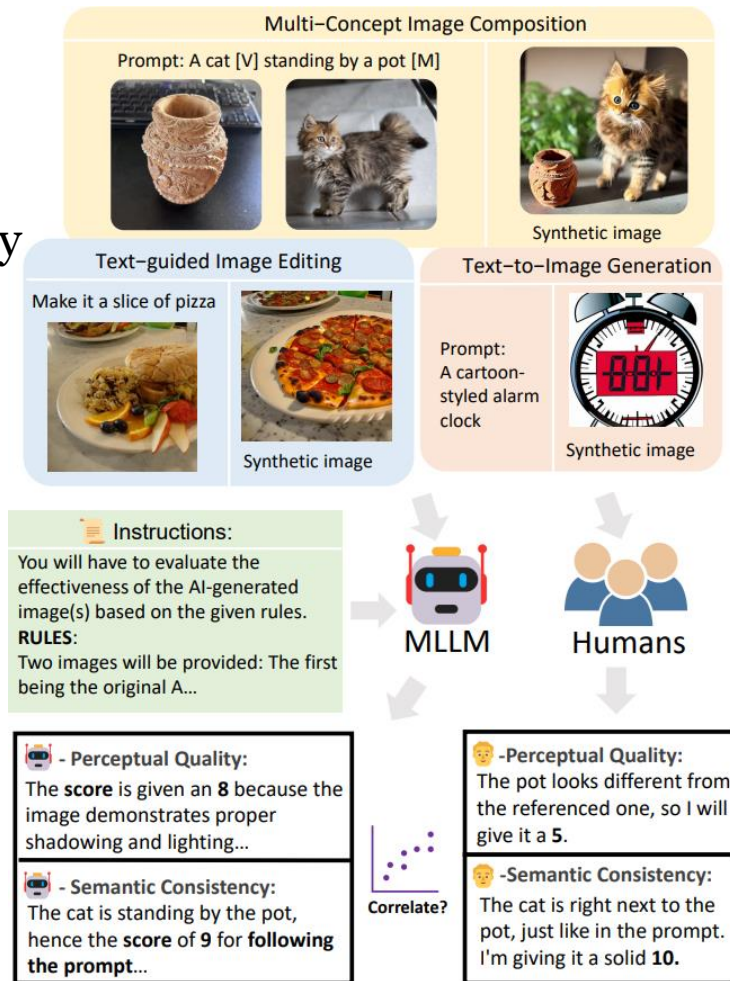 Multi−Concept Image Composition
Prompt: A cat [V] standing by a pot [M]
Synthetic image
y
Text−guided Image Editing
Make it a slice of pizza
Synthetic image
Text−to−Image Generation
Prompt:
A cartoon-
styled alarm
clock
Synthetic image
Instructions:
You will have to evaluate the
effectiveness of the AI-generated
image(s) based on the given rules.
RULES:
Two images will be provided: The first
being the original A...
MLLM
Humans
- Perceptual Quality:
The score is given an 8 because the
image demonstrates proper
shadowing and lighting...
- Semantic Consistency:
The cat is standing by the pot,
hence the score of 9 for following
the prompt...
Correlate?
-Perceptual Quality:
The pot looks different from
the referenced one, so I will
give it a 5.
-Semantic Consistency:
The cat is right next to the
pot, just like in the prompt.
I'm giving it a solid 10.